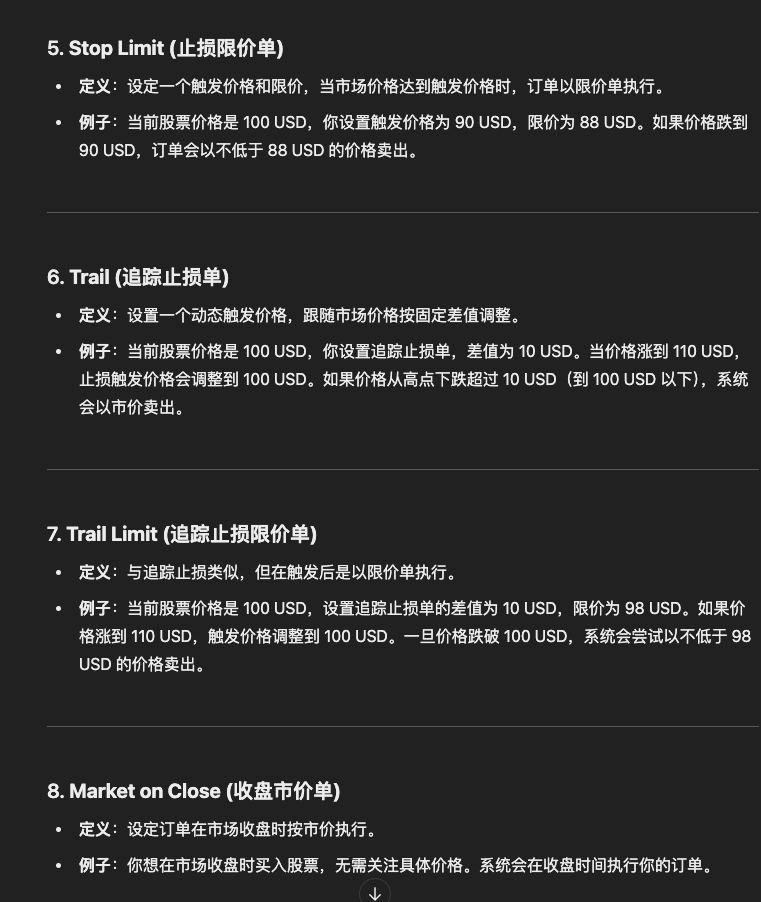 5. Stop Limit (止损限价单)
• 定义：设定一个触发价格和限价，当市场价格达到触发价格时，订单以限价单执行。
• 例子：当前股票价格是 100 USD，你设置触发价格为 90 USD，限价为 88 USD。如果价格跌到
90 USD，订单会以不低于 88 USD 的价格卖出。
6. Trail (追踪止损单)
• 定义：设置一个动态触发价格，跟随市场价格按固定差值调整。
• 例子：当前股票价格是 100 USD，你设置追踪止损单，差值为 10 USD。当价格涨到 110 USD，
止损触发价格会调整到 100 USD。如果价格从高点下跌超过 10 USD（到 100 USD 以下），系统
会以市价卖出。
7. Trail Limit (追踪止损限价单)
• 定义：与追踪止损类似，但在触发后是以限价单执行。
• 例子：当前股票价格是 100 USD，设置追踪止损单的差值为 10 USD，限价为 98 USD。如果价
格涨到 110 USD，触发价格调整到 100 USD。一旦价格跌破 100 USD，系统会尝试以不低于 98
USD 的价格卖出。
8. Market on Close (收盘市价单)
• 定义：设定订单在市场收盘时按市价执行。
• 例子：你想在市场收盘时买入股票，无需关注具体价格。系统会在收盘时间执行你的订单。